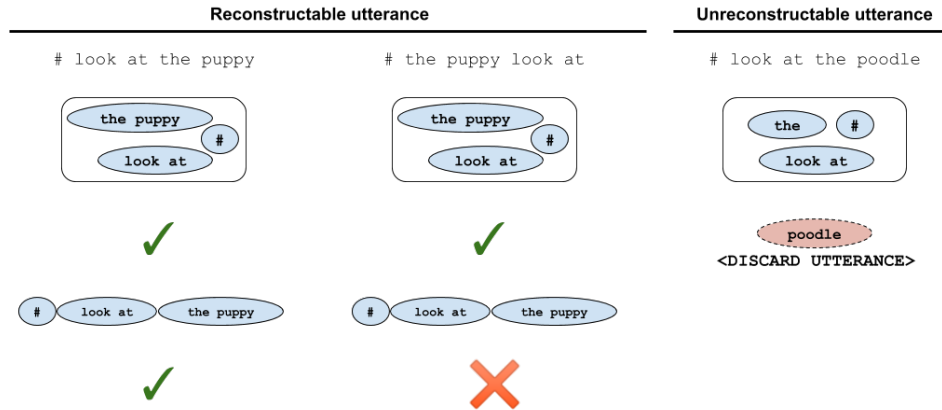 Reconstructable utterance
Unreconstructable utterance
# look at the puppy
# the puppy look at
# look at the poodle
the puppy
#
look at
the puppy
#
look at
the
#
look at
poodle
<DISCARD UTTERANCE>
# look at the puppy
# look at the puppy